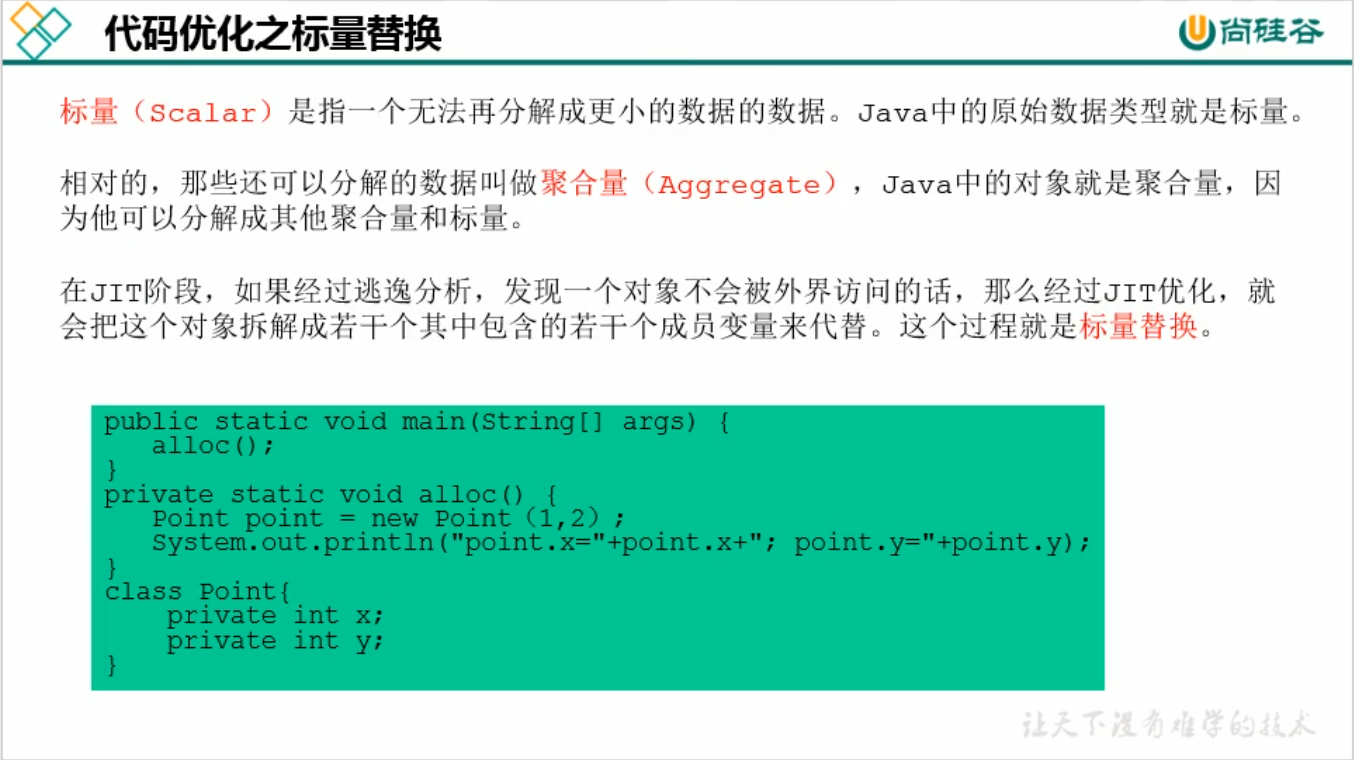 代码优化之标量替换
尚硅谷
标量（Scalar）是指一个无法再分解成更小的数据的数据。Java中的原始数据类型就是标量。
相对的，那些还可以分解的数据叫做聚合量（Aggregate），Java中的对象就是聚合量，因
为他可以分解成其他聚合量和标量。
在JIT阶段，如果经过逃逸分析，发现一个对象不会被外界访问的话，那么经过JIT优化，就
会把这个对象拆解成若干个其中包含的若干个成员变量来代替。这个过程就是标量替换。
public static void main(String[] args) {
   alloc();
}
private static void alloc() {
   Point point = new Point（1,2）;
   System.out.println("point.x="+point.x+"; point.y="+point.y);
}
class Point{
    private int x;
    private int y;
}
让天下没有难学的技术